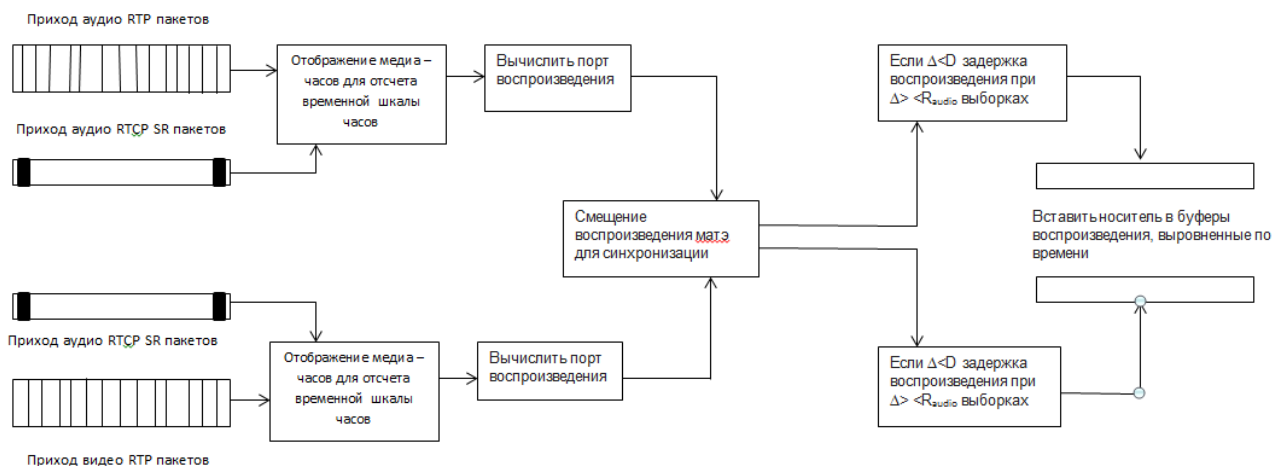 Приход аудио RTP пакетов
Отображение медиа –
часов для отсчета
временной шкалы
часов
Вычислить порт
воспроизведения
Если Δ<D задержка
воспроизведения при
Δ> <Raudio выборках
Приход аудио RTCP SR пакетов
Смещение
воспроизведения матэ
для синхронизации
Вставить носитель в буферы
воспроизведения, выровненные по
времени
Приход аудио RTCP SR пакетов
Отображение медиа –
часов для отсчета
временной шкалы
часов
Вычислить порт
воспроизведения
Если Δ<D задержка
воспроизведения при
Δ> <Raudio выборках
Приход видео RTP пакетов